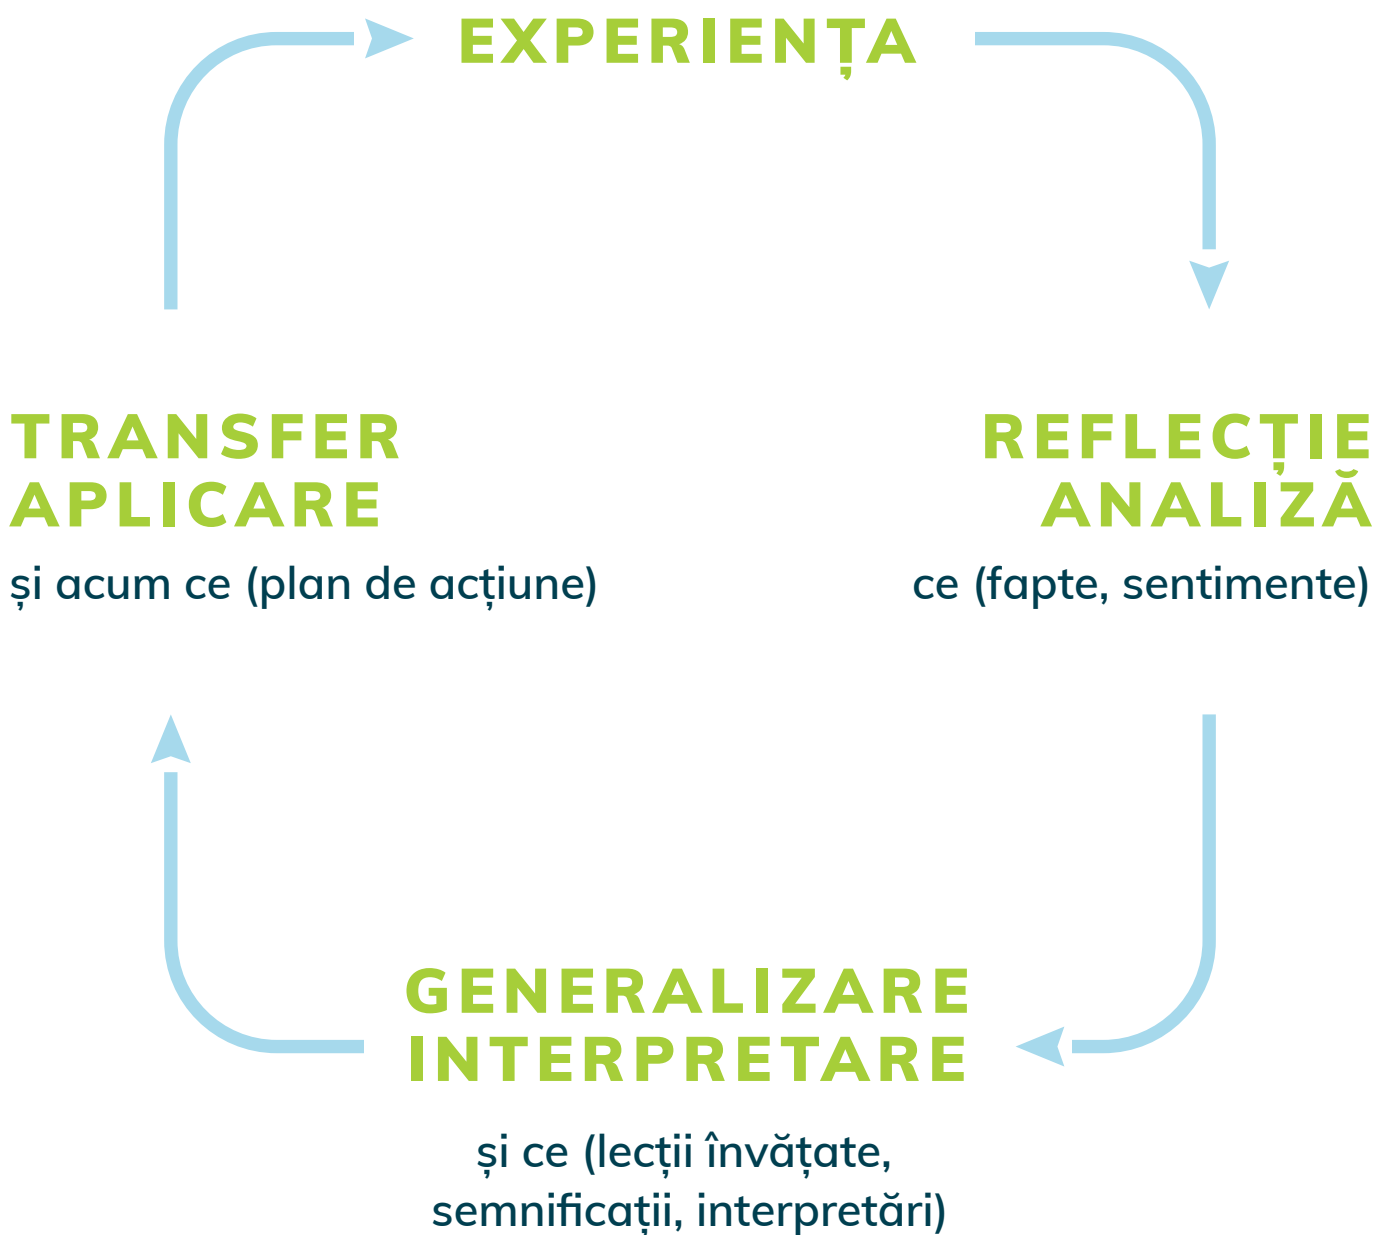 EXPERIENȚA
TRANSFER
APLICARE
și acum ce (plan de acțiune)
REFLECȚIE
ANALIZĂ
ce (fapte, sentimente)
GENERALIZARE
INTERPRETARE
și ce (lecții învățate,
semnificații, interpretări)